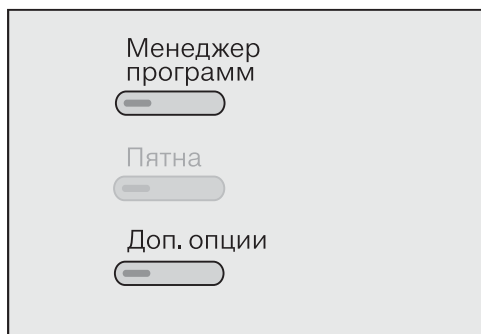 Менеджер
программ
Пятна
Доп. опции